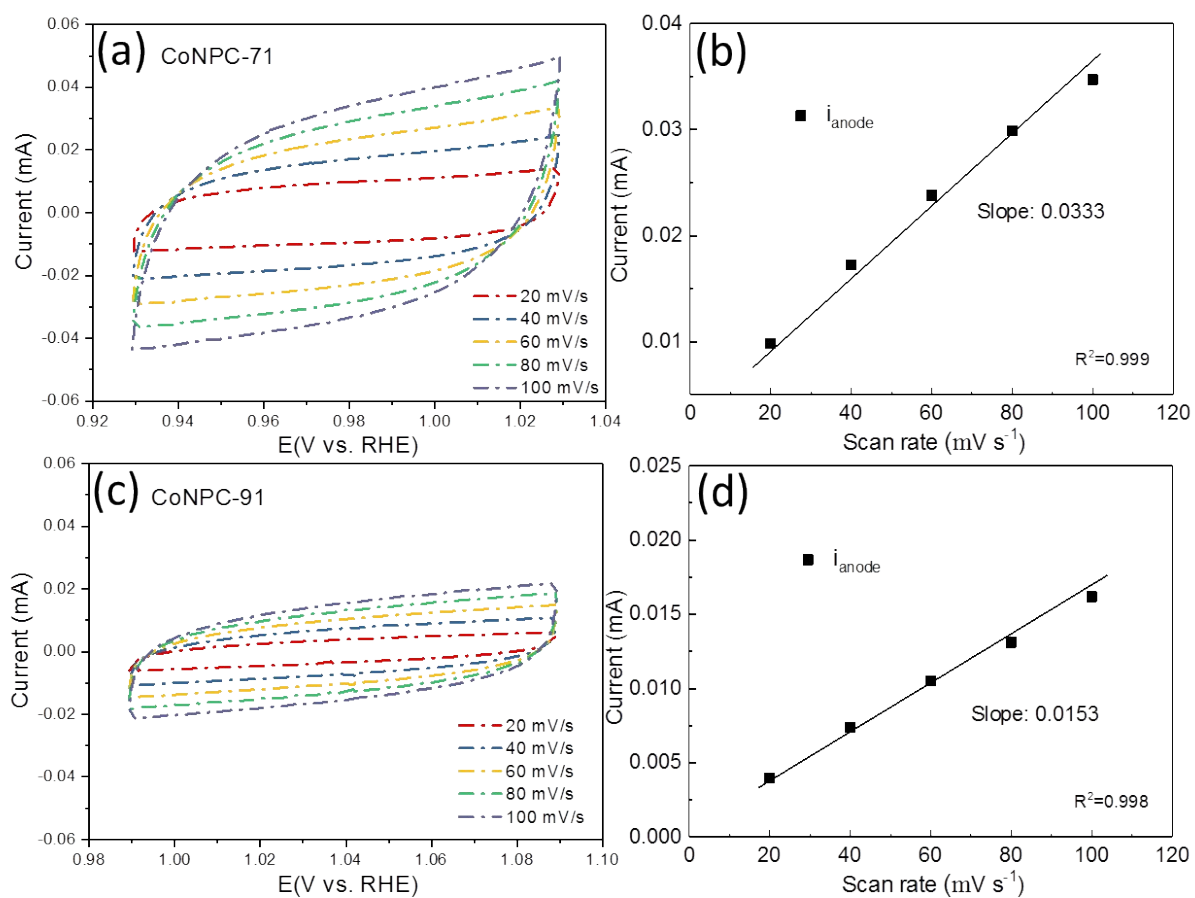 (a) CoNPC-71
0.06
0.04
0.02
0.00
-0.02
-0.04
-0.06
Current (mA)
20 mV/s
40 mV/s
60 mV/s
80 mV/s
100 mV/s
0.92 0.94 0.96 0.98 1.00 1.02 1.04
E(V vs. RHE)
(b)
0.04
0.03
0.02
0.01
Current (mA)
i_anode
Slope: 0.0333
R²=0.999
20 40 60 80 100 120
Scan rate (mV s⁻¹)
(c) CoNPC-91
0.06
0.04
0.02
0.00
-0.02
-0.04
-0.06
Current (mA)
20 mV/s
40 mV/s
60 mV/s
80 mV/s
100 mV/s
0.98 1.00 1.02 1.04 1.06 1.08 1.10
E(V vs. RHE)
(d)
0.025
0.020
0.015
0.010
0.005
0.000
Current (mA)
i_anode
Slope: 0.0153
R²=0.998
20 40 60 80 100 120
Scan rate (mV s⁻¹)